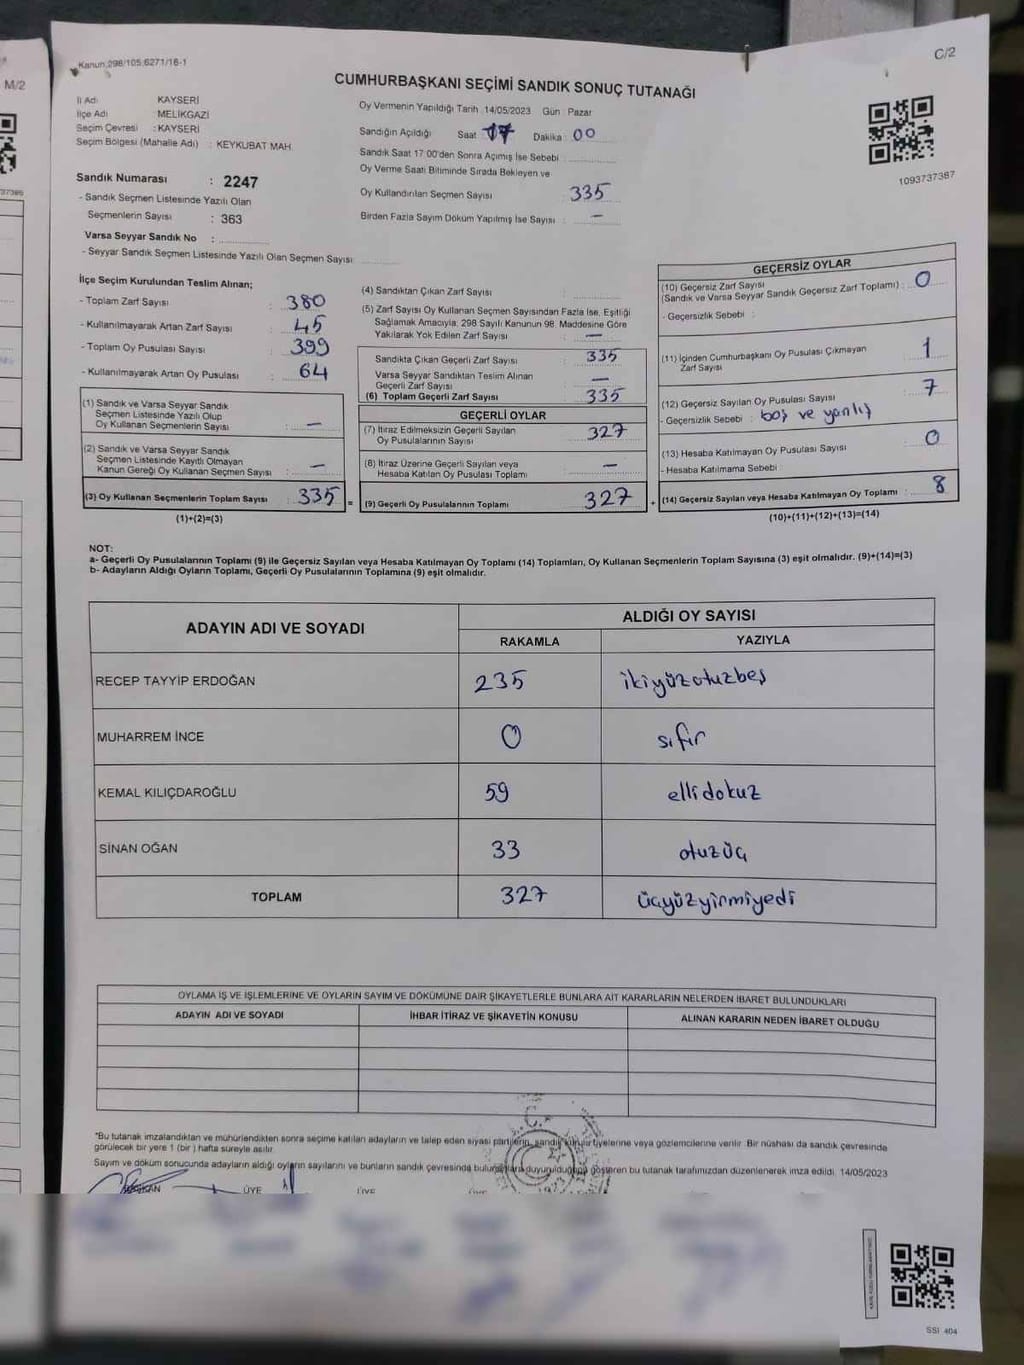 Kanun 298/105,6271/16-1
C/2
M/2
CUMHURBAŞKANI SEÇİMİ SANDIK SONUÇ TUTANAĞI
İl Adı KAYSERİ
İlçe Adı MELİKGAZİ
Seçim Çevresi : KAYSERİ
Seçim Bölgesi (Mahalle Adı) : KEYKUBAT MAH.
Oy Vermenin Yapıldığı Tarih 14/05/2023 Gün Pazar
Sandığın Açıldığı Saat 17 Dakika 00
Sandık Saat 17 00'den Sonra Açımış İse Sebebi
Oy Verme Saati Bitiminde Sırada Bekleyen ve
Oy Kullandırılan Seçmen Sayısı : 335
Birden Fazla Sayım Döküm Yapılmış İse Sayısı : —
1093737387
Sandık Numarası : 2247
- Sandık Seçmen Listesinde Yazılı Olan
Seçmenlerin Sayısı : 363
Varsa Seyyar Sandık No :
- Seyyar Sandık Seçmen Listesinde Yazılı Olan Seçmen Sayısı
İlçe Seçim Kurulundan Teslim Alınan;
- Toplam Zarf Sayısı : 380
- Kullanılmayarak Artan Zarf Sayısı : 45
- Toplam Oy Pusulası Sayısı : 399
- Kullanılmayarak Artan Oy Pusulası : 64
(1) Sandık ve Varsa Seyyar Sandık
Seçmen Listesinde Yazılı Olup
Oy Kullanan Seçmenlerin Sayısı : —
(2) Sandık ve Varsa Seyyar Sandık
Seçmen Listesinde Kayıtlı Olmayan
Kanun Gereği Oy Kullanan Seçmen Sayısı : —
(3) Oy Kullanan Seçmenlerin Toplam Sayısı : 335 =
(1)+(2)=(3)
(4) Sandıktan Çıkan Zarf Sayısı :
(5) Zarf Sayısı Oy Kullanan Seçmen Sayısından Fazla İse, Eşitliği
Sağlamak Amacıyla; 298 Sayılı Kanunun 98. Maddesine Göre
Yakılarak Yok Edilen Zarf Sayısı : —
Sandıkta Çıkan Geçerli Zarf Sayısı : 335
Varsa Seyyar Sandıktan Teslim Alınan
Geçerli Zarf Sayısı : —
(6) Toplam Geçerli Zarf Sayısı : 335
GEÇERLİ OYLAR
(7) İtiraz Edilmeksizin Geçerli Sayılan
Oy Pusulalarının Sayısı : 327
(8) İtiraz Üzerine Geçerli Sayılan veya
Hesaba Katılan Oy Pusulası Toplamı : —
(9) Geçerli Oy Pusulalarının Toplamı : 327 +
GEÇERSİZ OYLAR
(10) Geçersiz Zarf Sayısı
(Sandık ve Varsa Seyyar Sandık Geçersiz Zarf Toplamı) : 0
- Geçersizlik Sebebi :
(11) İçinden Cumhurbaşkanı Oy Pusulası Çıkmayan
Zarf Sayısı 1
(12) Geçersiz Sayılan Oy Pusulası Sayısı : 7
- Geçersizlik Sebebi : boş ve yanlış
(13) Hesaba Katılmayan Oy Pusulası Sayısı : 0
- Hesaba Katılmama Sebebi :
(14) Geçersiz Sayılan veya Hesaba Katılmayan Oy Toplamı : 8
(10)+(11)+(12)+(13)=(14)
NOT:
a- Geçerli Oy Pusulalarının Toplamı (9) ile Geçersiz Sayılan veya Hesaba Katılmayan Oy Toplamı (14) Toplamları, Oy Kullanan Seçmenlerin Toplam Sayısına (3) eşit olmalıdır. (9)+(14)=(3)
b- Adayların Aldığı Oyların Toplamı, Geçerli Oy Pusulalarının Toplamına (9) eşit olmalıdır.
ADAYIN ADI VE SOYADI
ALDIĞI OY SAYISI
RAKAMLA YAZIYLA
RECEP TAYYİP ERDOĞAN 235 ikiyüzotuzbeş
MUHARREM İNCE 0 sıfır
KEMAL KILIÇDAROĞLU 59 ellidokuz
SİNAN OĞAN 33 otuzüç
TOPLAM 327 üçyüzyirmiyedi
OYLAMA İŞ VE İŞLEMLERİNE VE OYLARIN SAYIM VE DÖKÜMÜNE DAİR ŞİKAYETLERLE BUNLARA AİT KARARLARIN NELERDEN İBARET BULUNDUKLARI
ADAYIN ADI VE SOYADI İHBAR İTİRAZ VE ŞİKAYETİN KONUSU ALINAN KARARIN NEDEN İBARET OLDUĞU
"Bu tutanak imzalandıktan ve mühürlendikten sonra seçime katılan adayların ve talep eden siyasi partilerin, sandık kurulu üyelerine veya gözlemcilerine verilir. Bir nüshası da sandık çevresinde
görülecek bir yere 1 (bir) hafta süreyle asılır.
Sayım ve döküm sonucunda adayların aldığı oyların sayılarını ve bunların sandık çevresinde duyurulduğunu gösteren bu tutanak tarafımızdan düzenlenerek imza edildi. 14/05/2023
BAŞKAN ÜYE ÜYE
T.C.
SSI 404